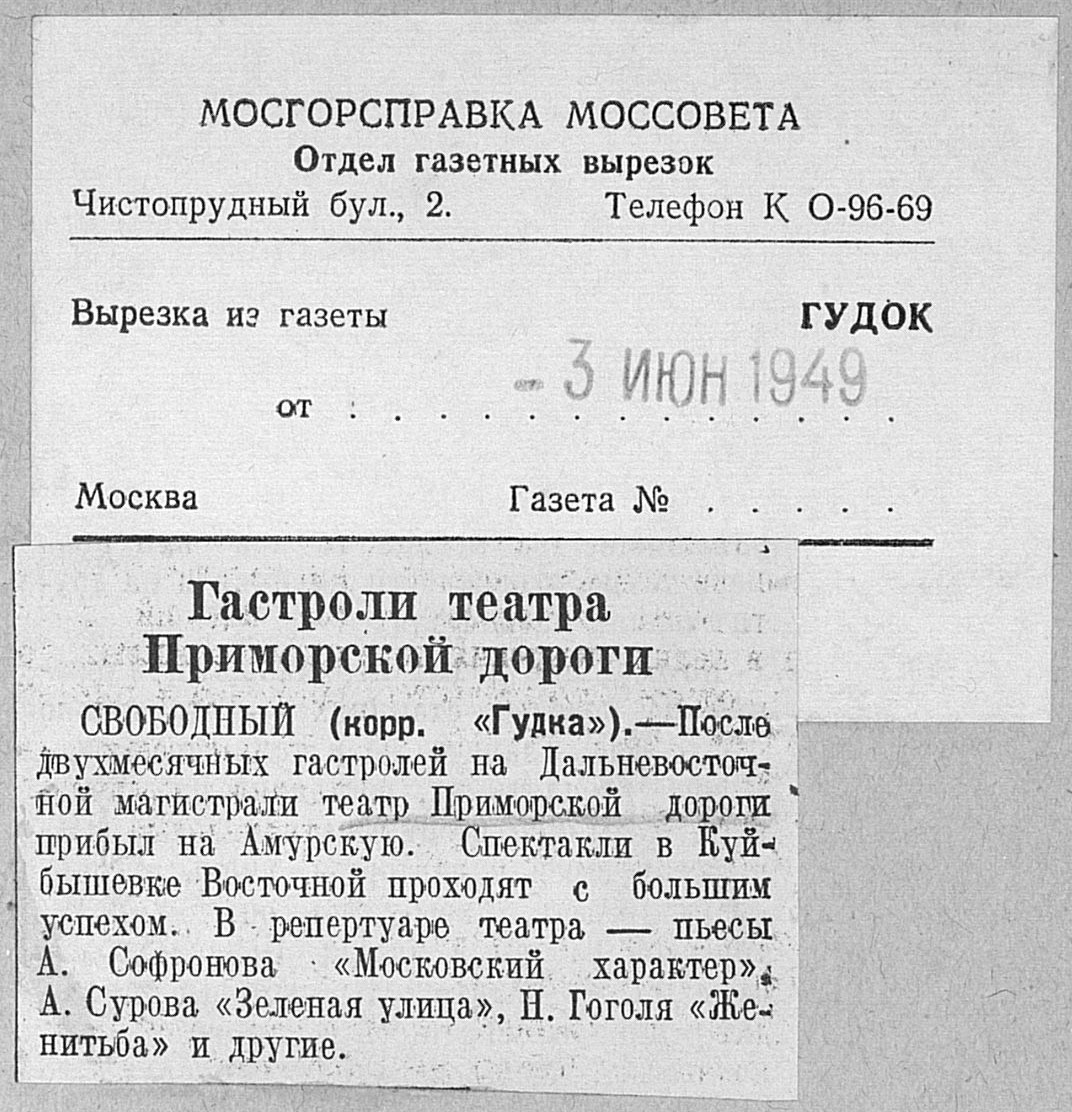 МОСГОРСПРАВКА МОССОВЕТА
Отдел газетных вырезок
Чистопрудный бул., 2. Телефон К 0-96-69
Вырезка из газеты ГУДОК
от : . . . . . . . . . . . .
- 3 ИЮН 1949
Москва Газета № . . . . .
Гастроли театра
Приморской дороги
СВОБОДНЫЙ (корр. «Гудка»).—После
двухмесячных гастролей на Дальневосточ-
ной магистрали театр Приморской дороги
прибыл на Амурскую. Спектакли в Куй-
бышевке Восточной проходят с большим
успехом. В репертуаре театра — пьесы
А. Софронова «Московский характер»,
А. Сурова «Зеленая улица», Н. Гоголя «Же-
нитьба» и другие.